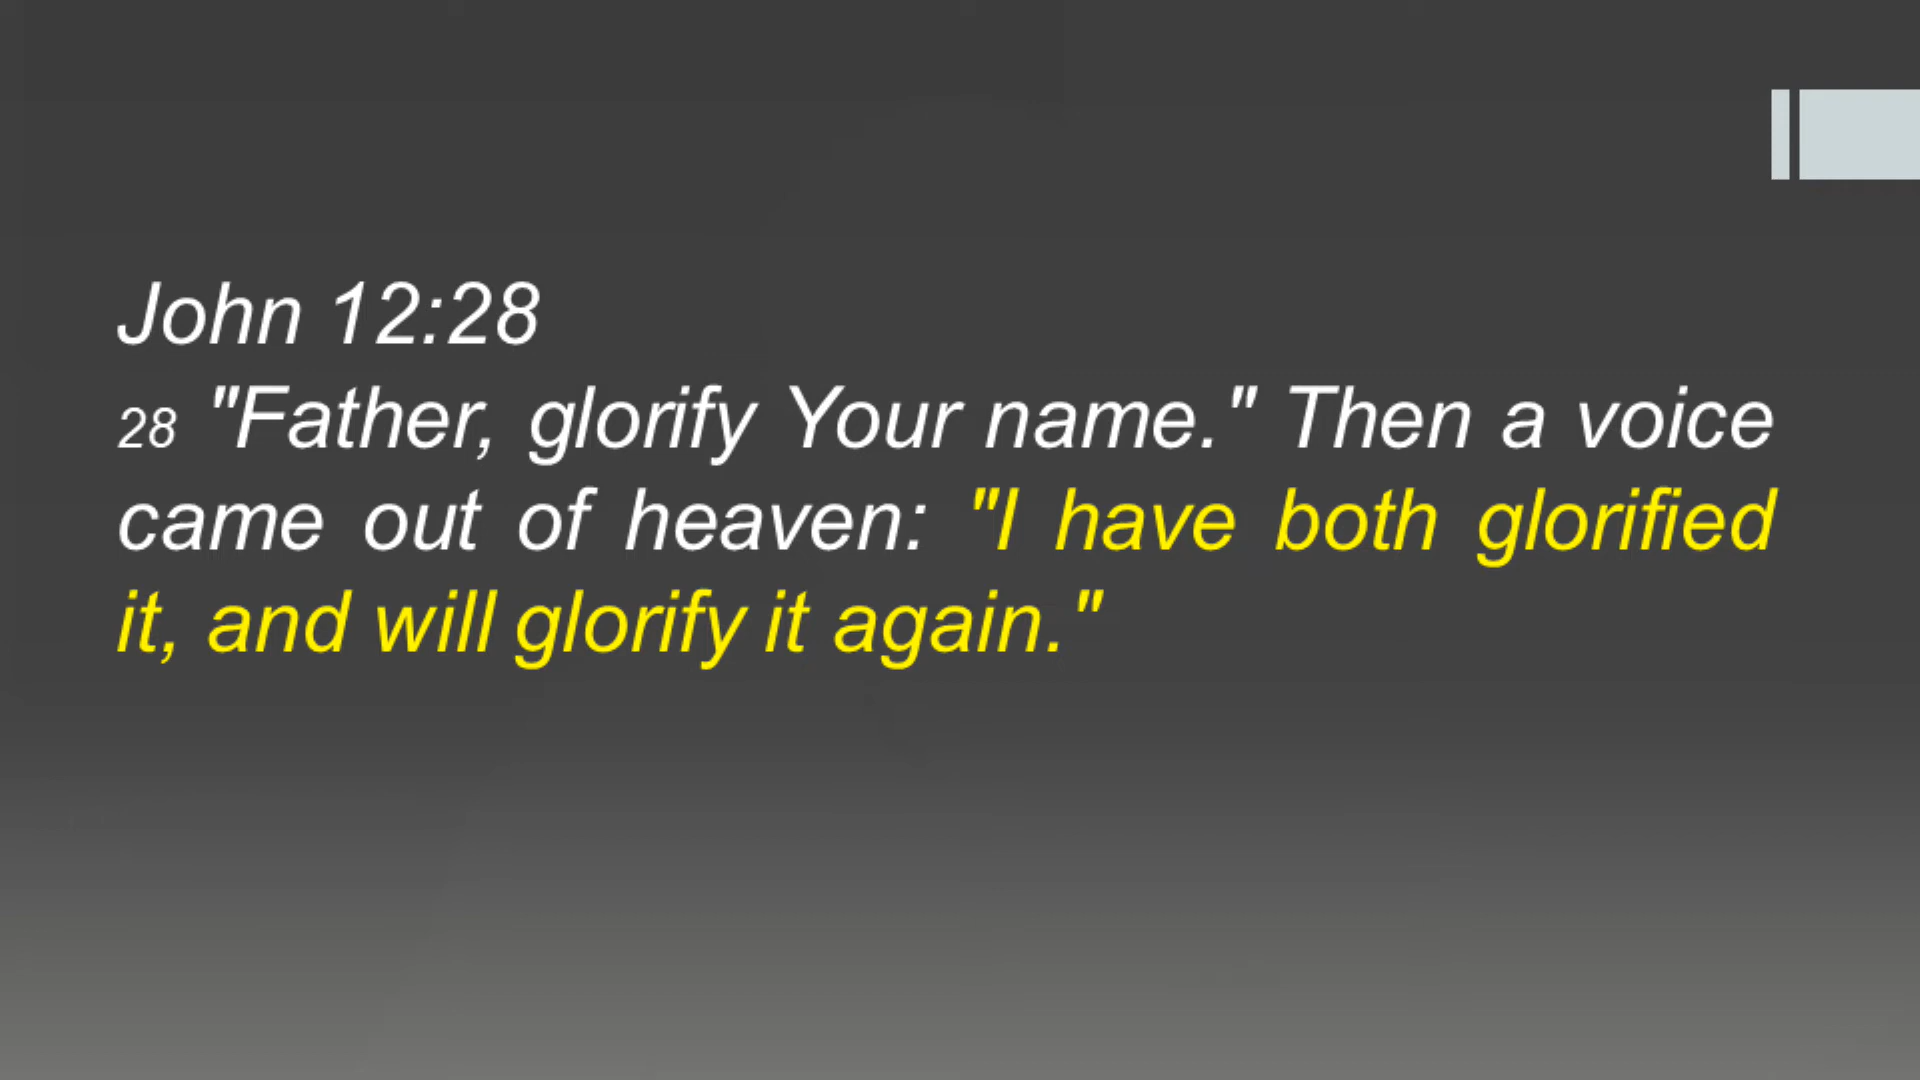 John 12:28
28 "Father, glorify Your name." Then a voice
came out of heaven: "I have both glorified
it, and will glorify it again."